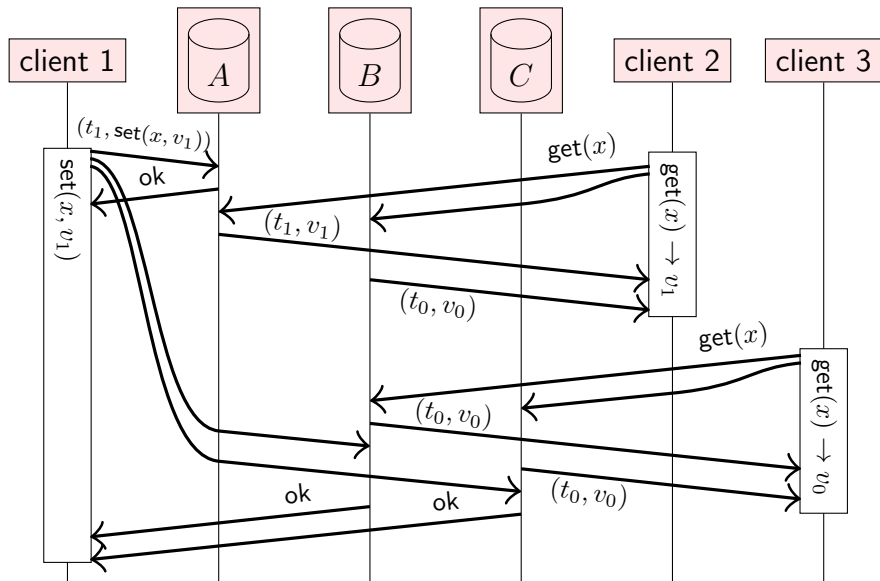 client 1
A
B
C
client 2
client 3
(t₁, set(x, v₁))
ok
set(x, v₁)
get(x)
get(x) → v₁
(t₁, v₁)
(t₀, v₀)
get(x)
get(x) → v₀
(t₀, v₀)
(t₀, v₀)
ok
ok